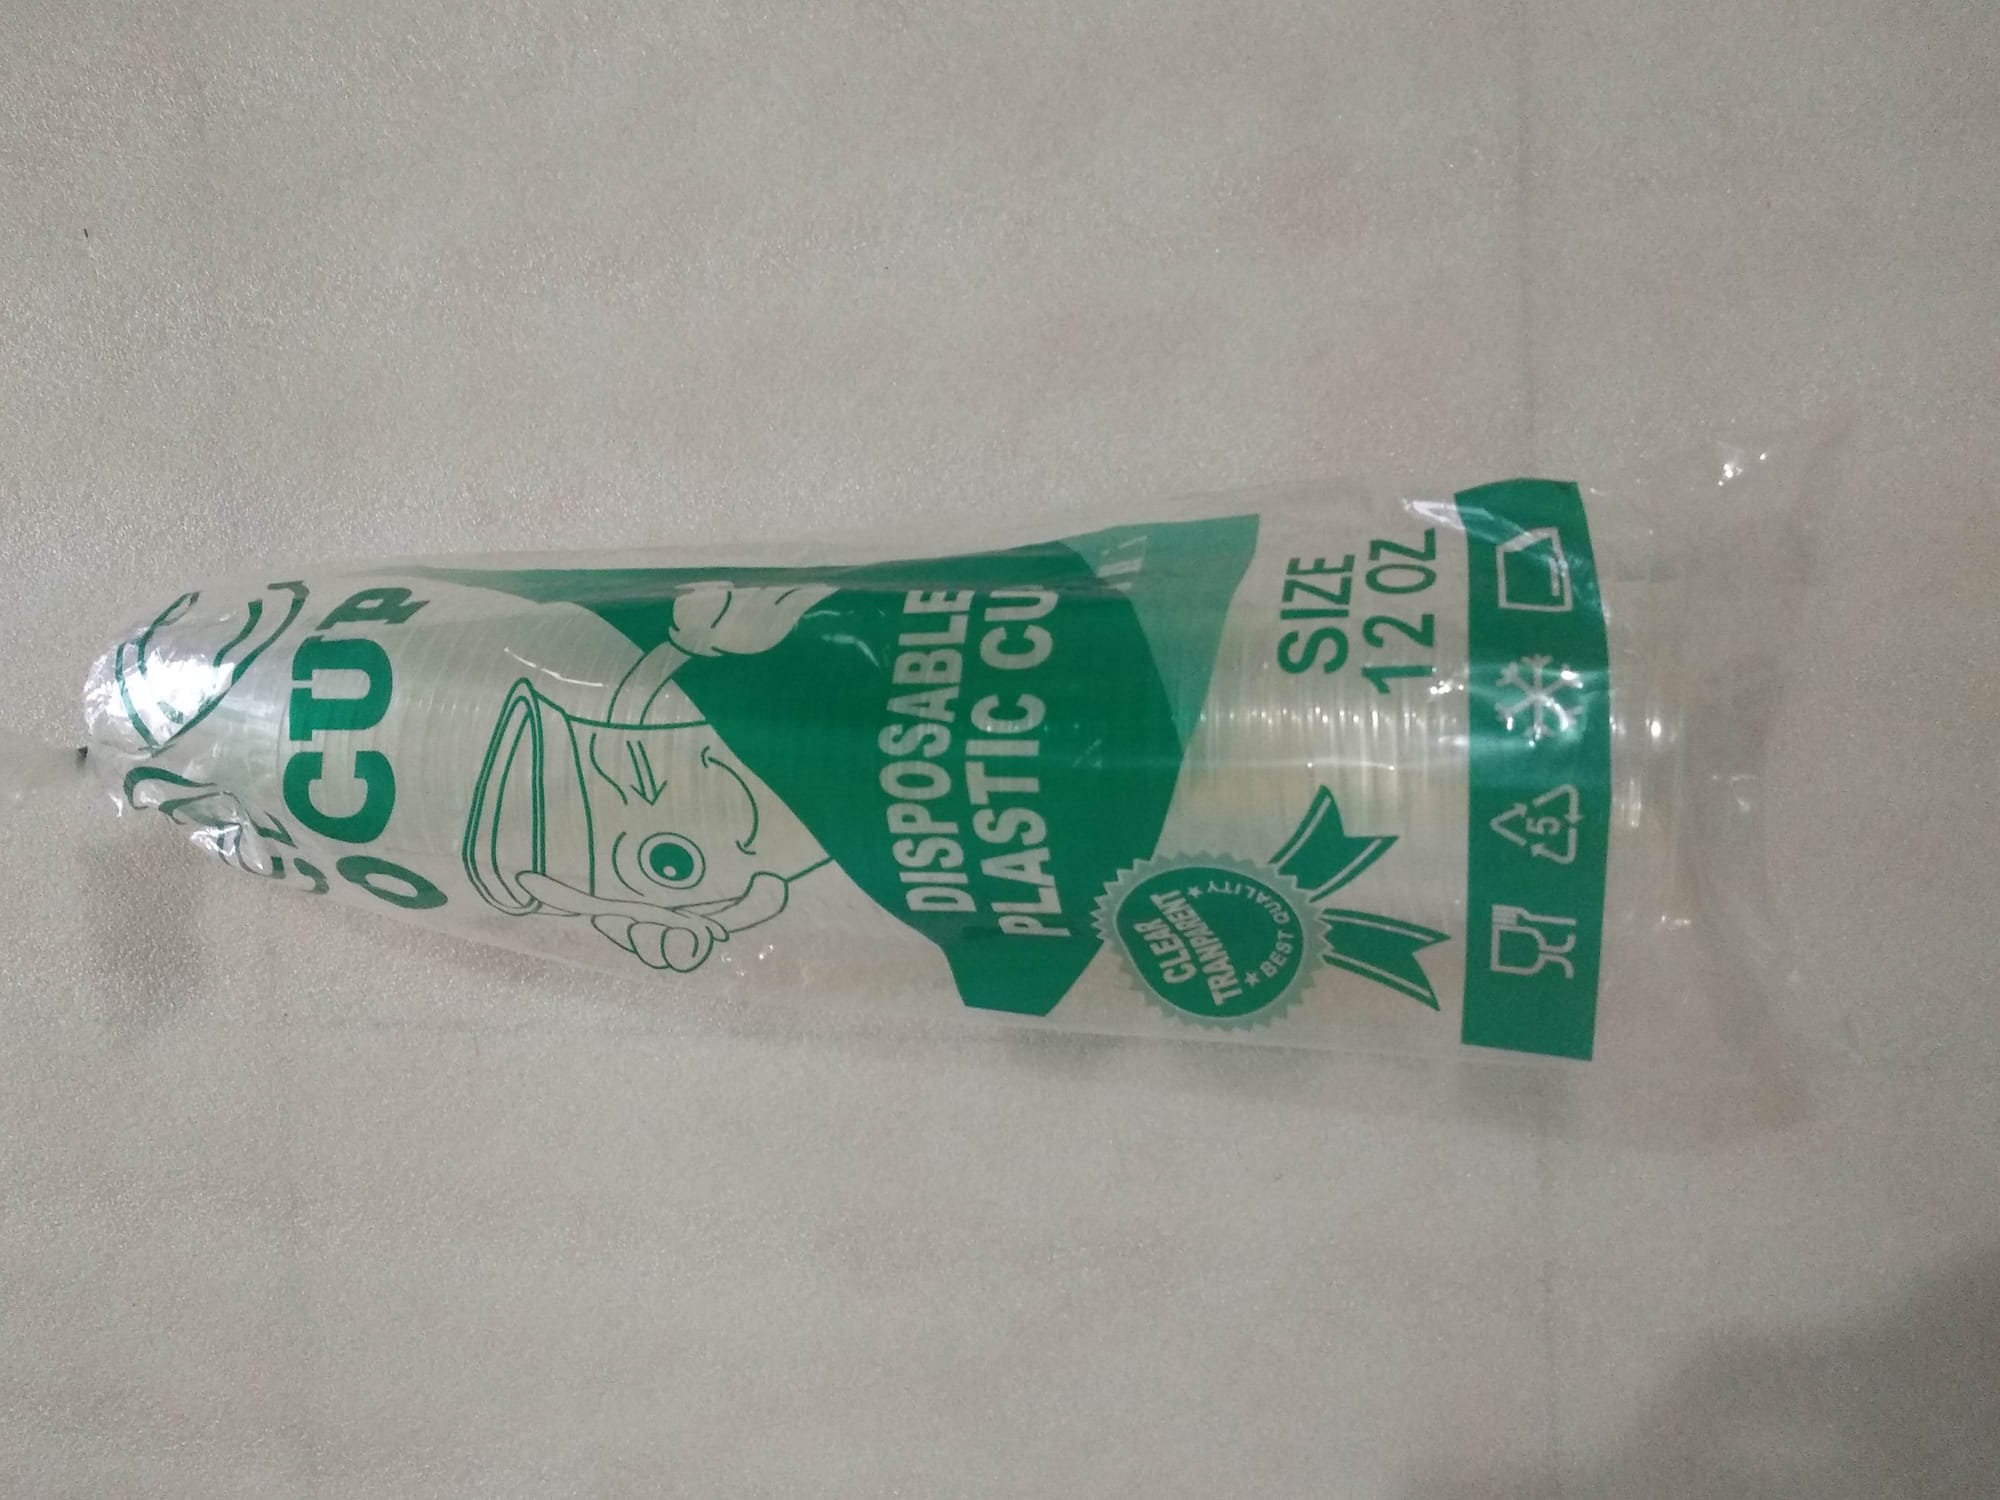 CUP
DISPOSABLE
PLASTIC CU
CLEAR
TRANPARENT
★ BEST QUALITY ★
SIZE
12 OZ
5